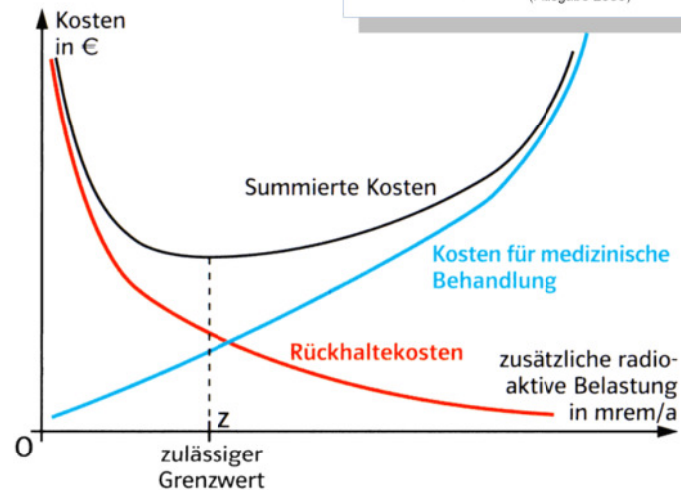 Kosten
in €
Summierte Kosten
Kosten für medizinische
Behandlung
Rückhaltekosten
zusätzliche radio-
aktive Belastung
in mrem/a
O
z
zulässiger
Grenzwert